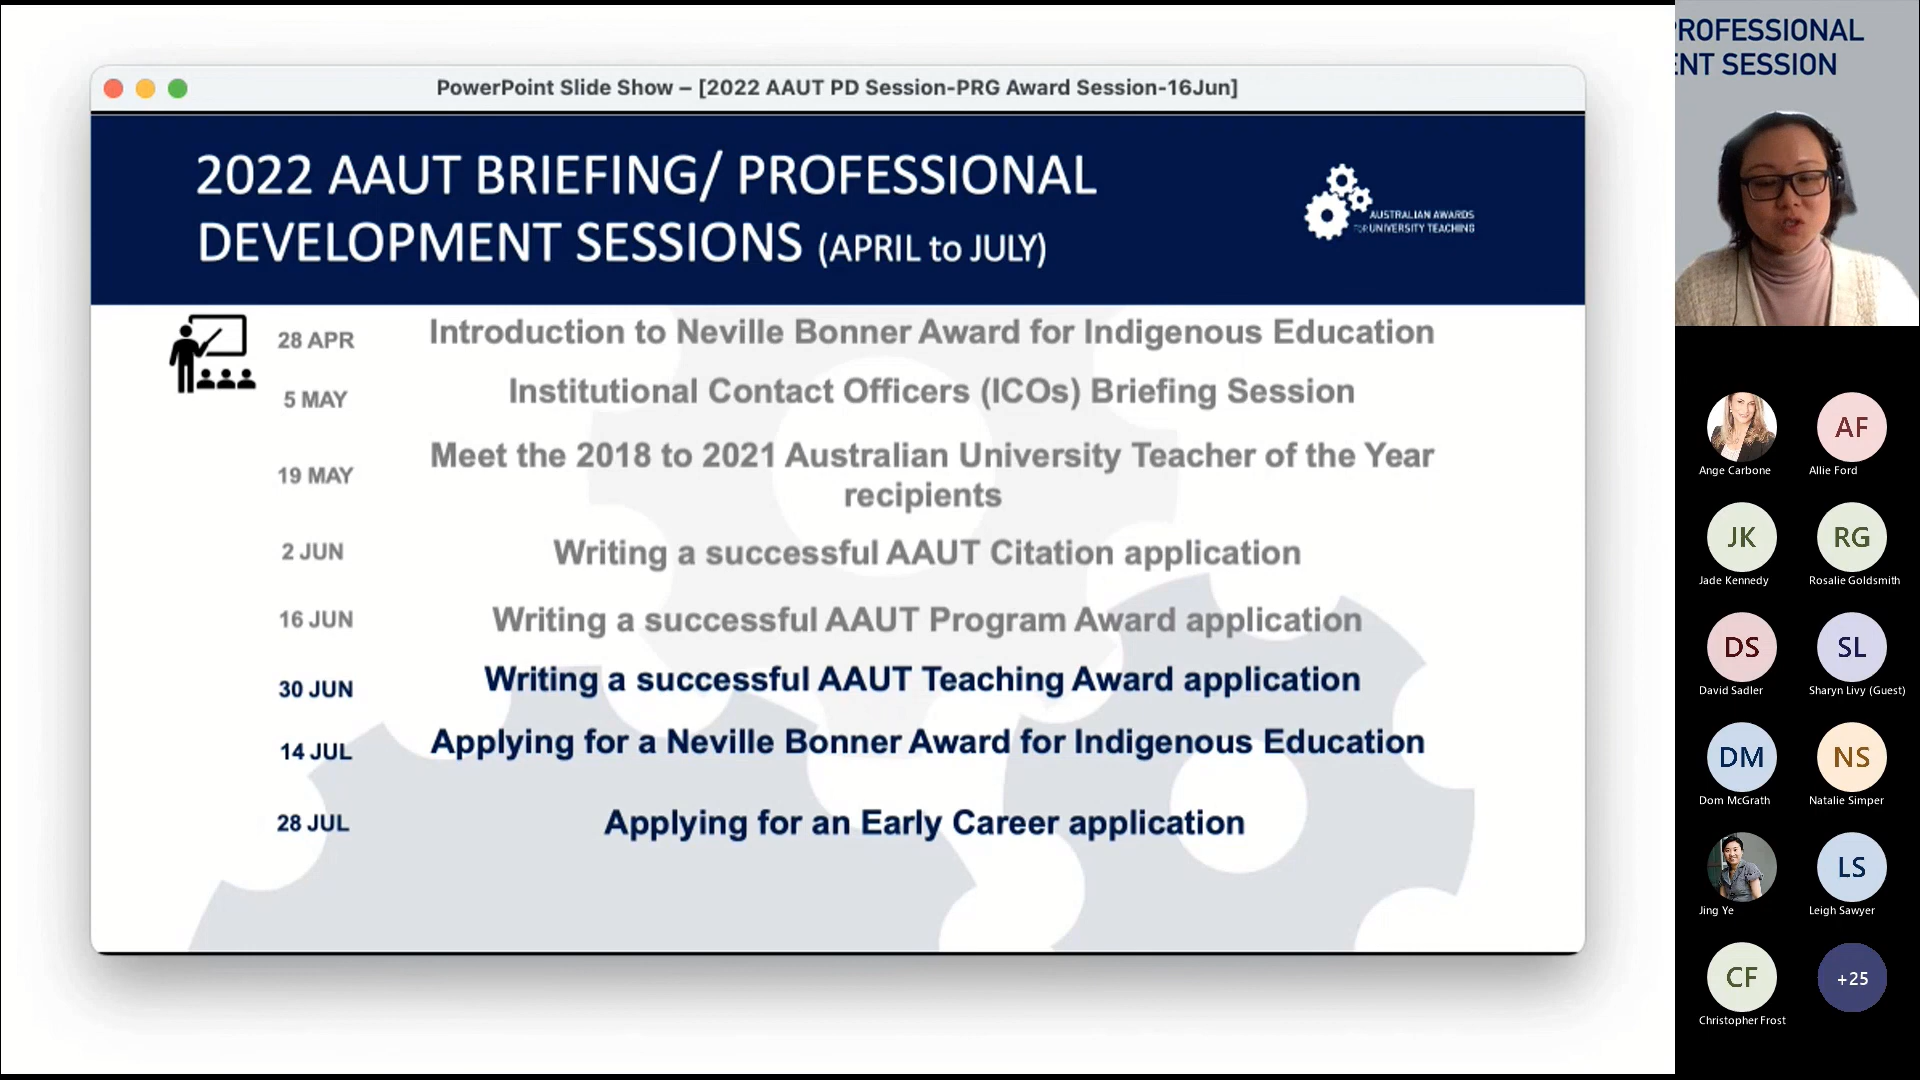 PowerPoint Slide Show – [2022 AAUT PD Session-PRG Award Session-16Jun]
2022 AAUT BRIEFING/ PROFESSIONAL
DEVELOPMENT SESSIONS (APRIL to JULY)
AUSTRALIAN AWARDS
FOR UNIVERSITY TEACHING
28 APR Introduction to Neville Bonner Award for Indigenous Education
5 MAY Institutional Contact Officers (ICOs) Briefing Session
19 MAY Meet the 2018 to 2021 Australian University Teacher of the Year
recipients
2 JUN Writing a successful AAUT Citation application
16 JUN Writing a successful AAUT Program Award application
30 JUN Writing a successful AAUT Teaching Award application
14 JUL Applying for a Neville Bonner Award for Indigenous Education
28 JUL Applying for an Early Career application
ROFESSIONAL
NT SESSION
AF
Ange Carbone Allie Ford
JK RG
Jade Kennedy Rosalie Goldsmith
DS SL
David Sadler Sharyn Livy (Guest)
DM NS
Dom McGrath Natalie Simper
LS
Jing Ye Leigh Sawyer
CF +25
Christopher Frost